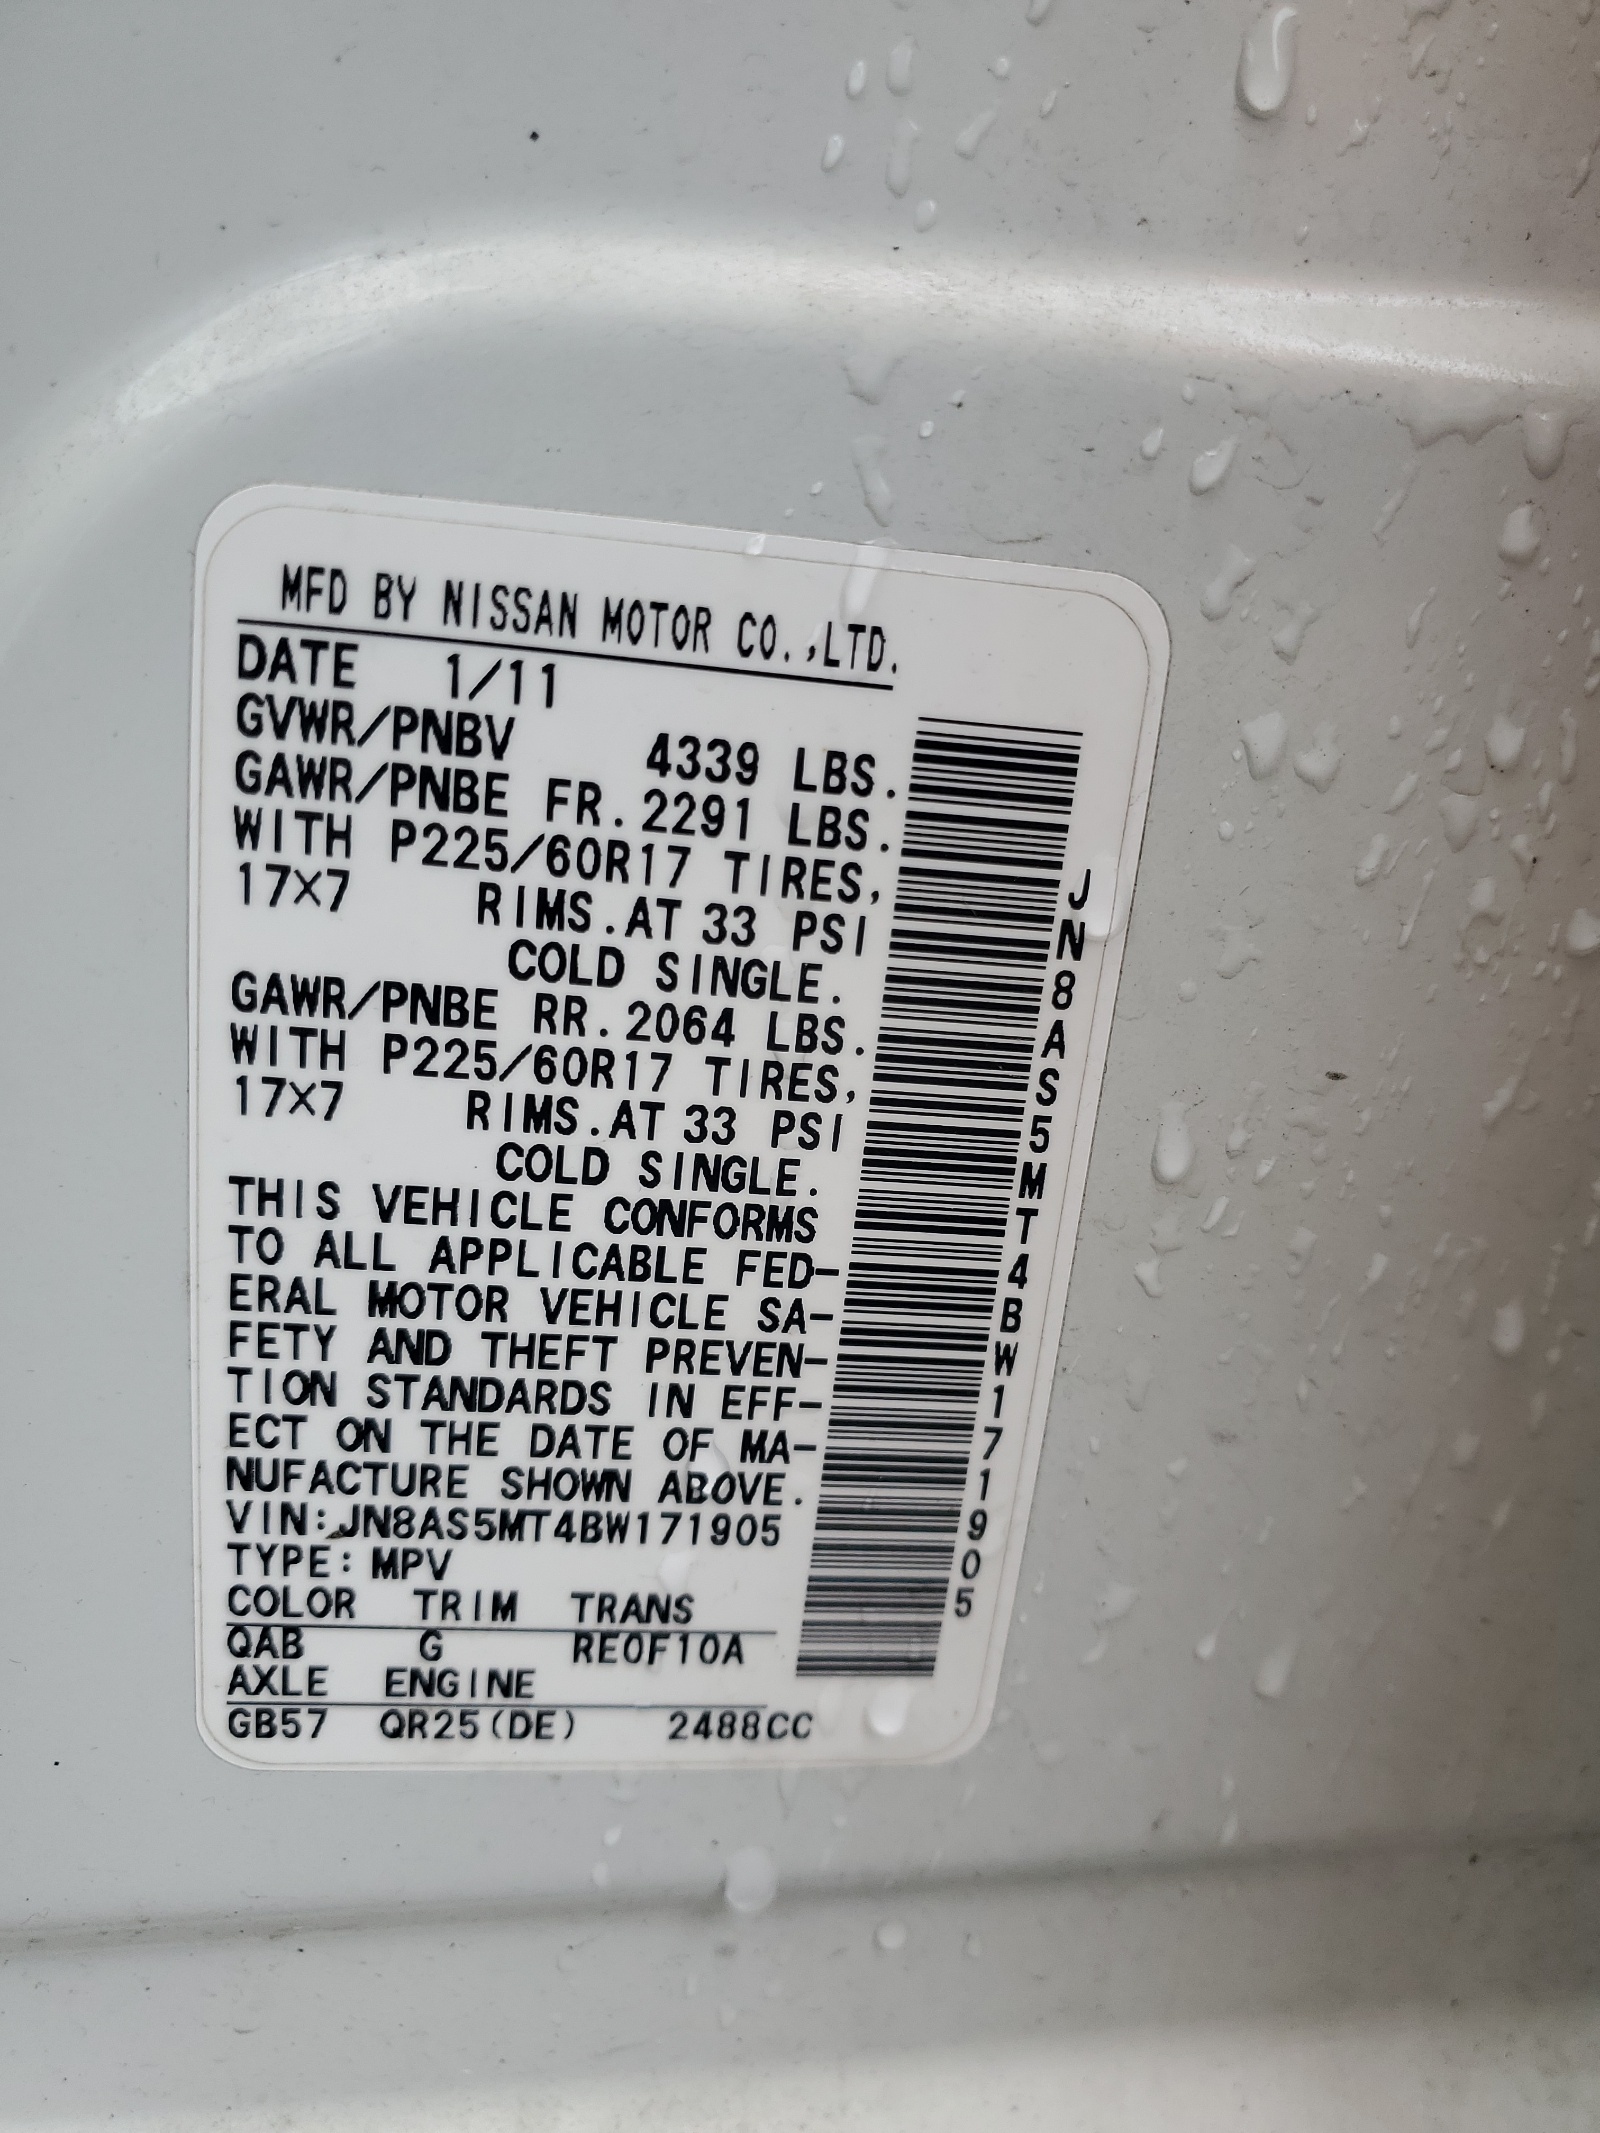 MFD BY NISSAN MOTOR CO.,LTD.
DATE 1/11
GVWR/PNBV 4339 LBS.
GAWR/PNBE FR.2291 LBS.
WITH P225/60R17 TIRES,
17X7 RIMS.AT 33 PSI
COLD SINGLE.
GAWR/PNBE RR.2064 LBS.
WITH P225/60R17 TIRES,
17X7 RIMS.AT 33 PSI
COLD SINGLE.
THIS VEHICLE CONFORMS
TO ALL APPLICABLE FED-
ERAL MOTOR VEHICLE SA-
FETY AND THEFT PREVEN-
TION STANDARDS IN EFF-
ECT ON THE DATE OF MA-
NUFACTURE SHOWN ABOVE.
VIN:JN8AS5MT4BW171905
TYPE:MPV
COLOR TRIM TRANS
QAB G RE0F10A
AXLE ENGINE
GB57 QR25(DE) 2488CC
JN8AS5MT4BW171905